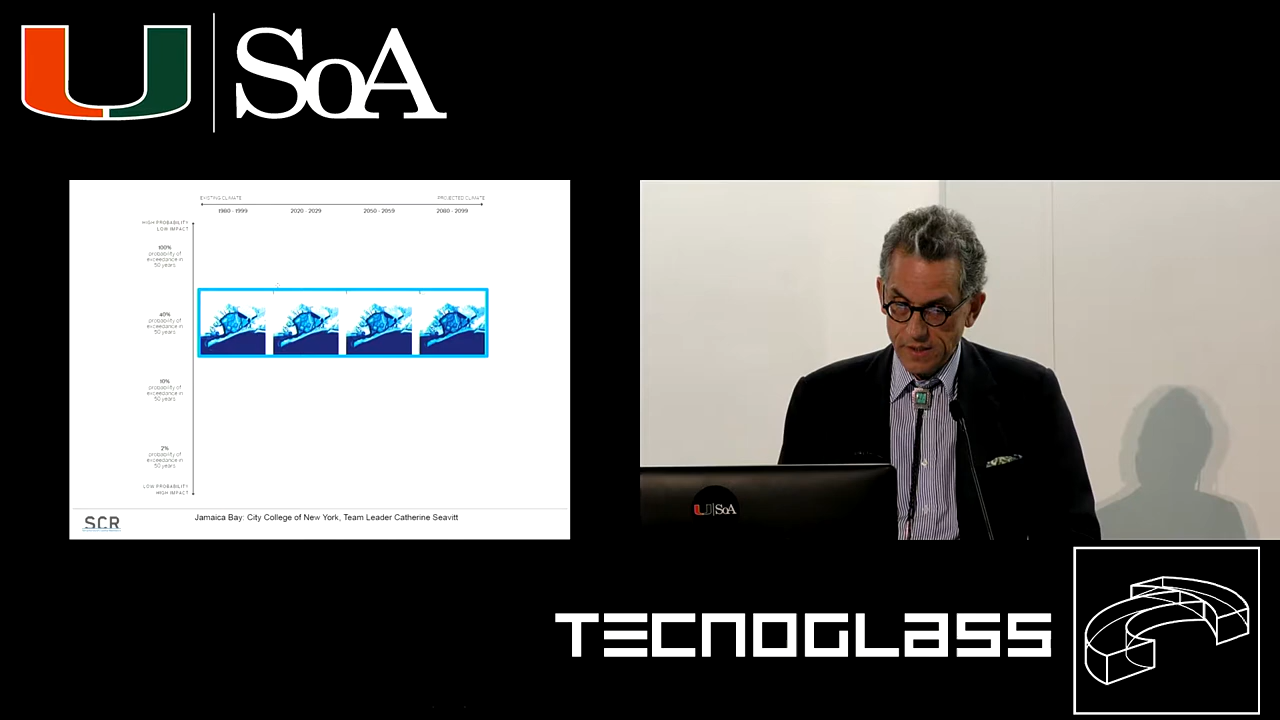 U SoA
EXISTING CLIMATE
PROJECTED CLIMATE
1980 - 1999
2020 - 2029
2050 - 2059
2080 - 2099
HIGH PROBABILITY
LOW IMPACT
100%
probability of
exceedance in
50 years
40%
probability of
exceedance in
50 years
10%
probability of
exceedance in
50 years
2%
probability of
exceedance in
50 years
LOW PROBABILITY
HIGH IMPACT
SCR
Jamaica Bay: City College of New York, Team Leader Catherine Seavitt
U SoA
TECNOGLASS